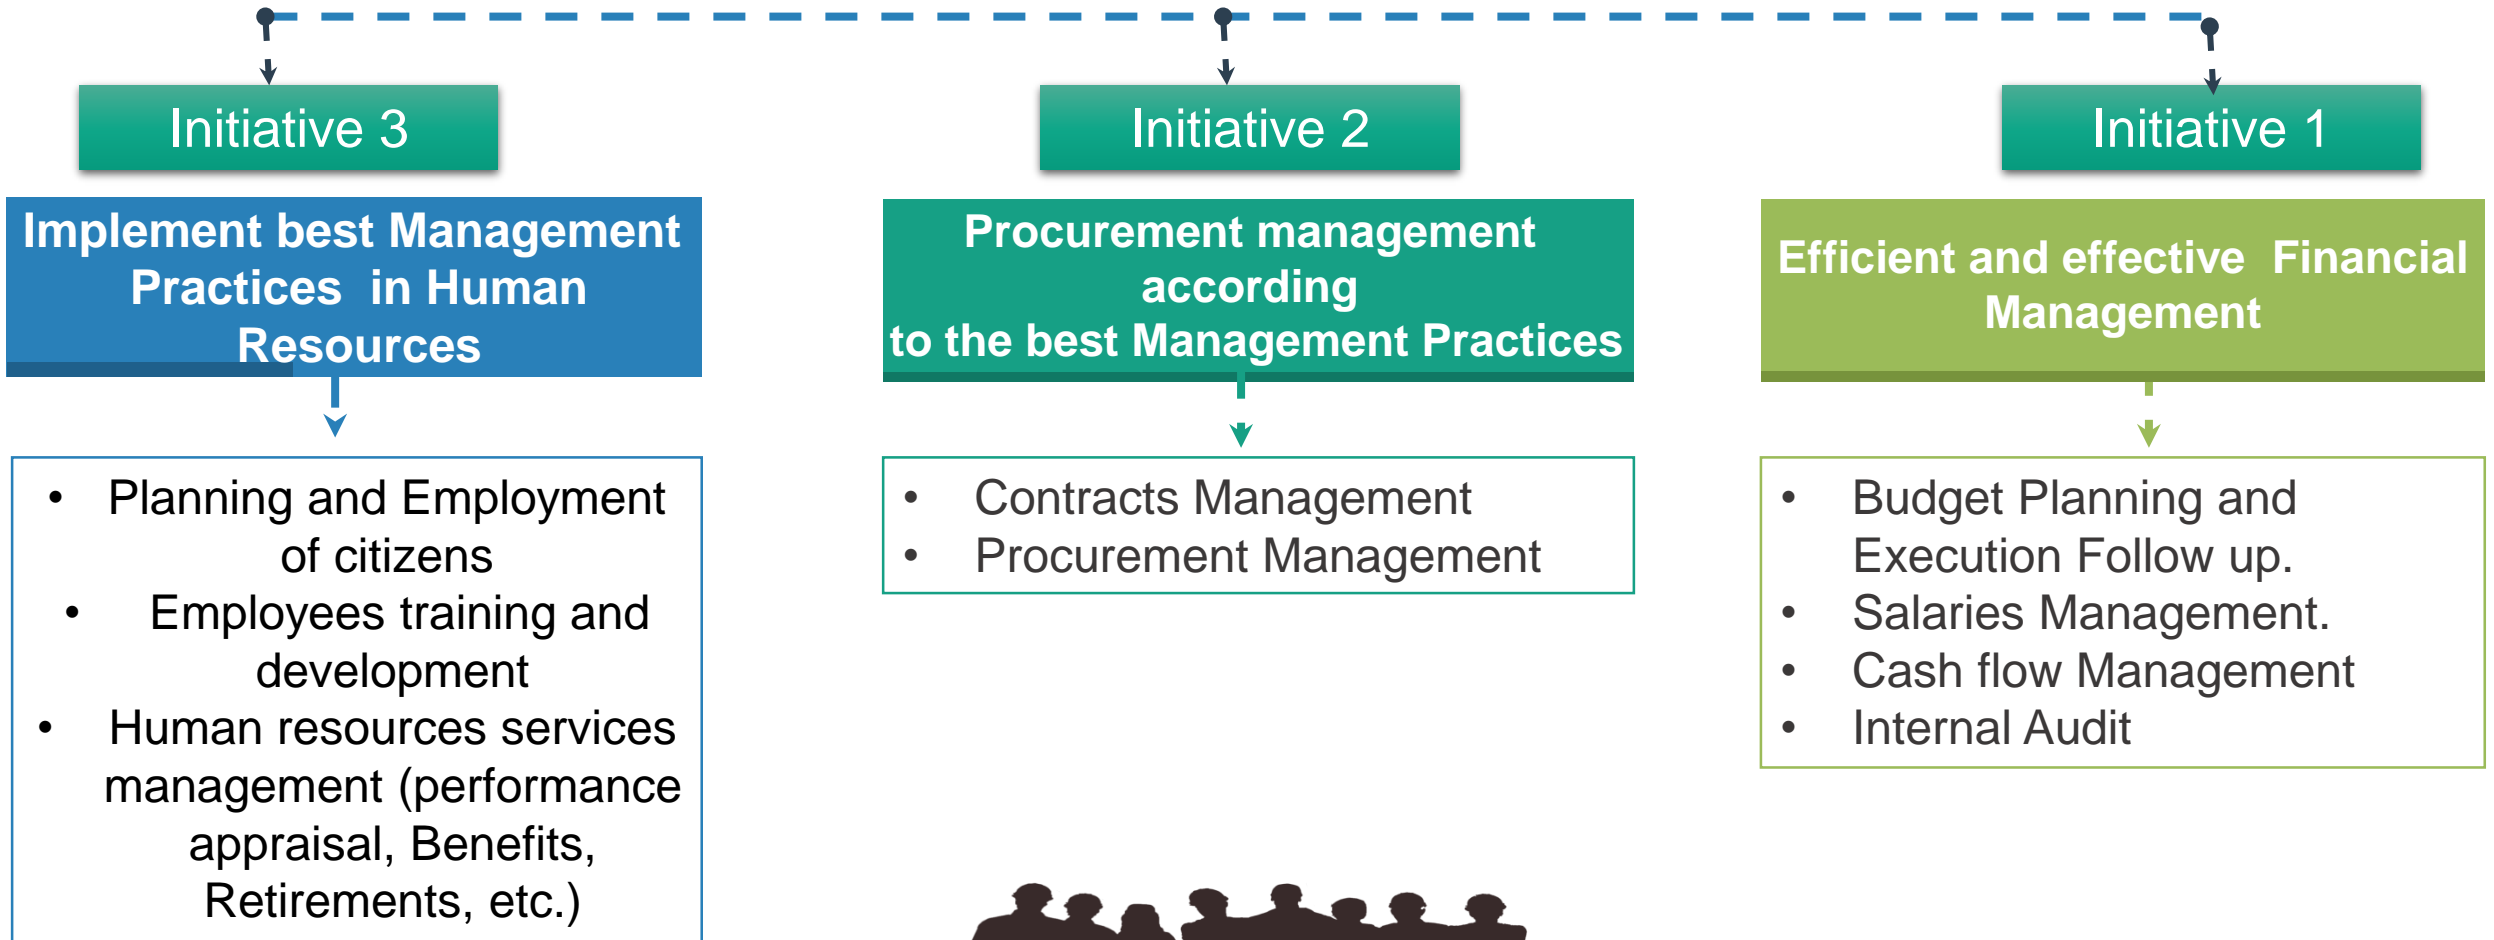 Initiative 3
Implement best Management
Practices in Human
Resources
• Planning and Employment
of citizens
• Employees training and
development
• Human resources services
management (performance
appraisal, Benefits,
Retirements, etc.)
Initiative 2
Procurement management
according
to the best Management Practices
• Contracts Management
• Procurement Management
Initiative 1
Efficient and effective Financial
Management
• Budget Planning and
Execution Follow up.
• Salaries Management.
• Cash flow Management
• Internal Audit